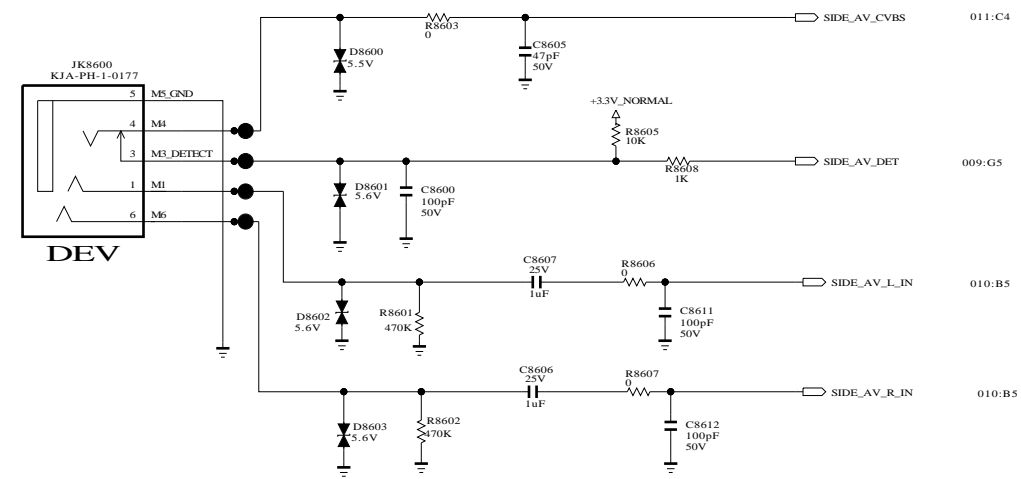 R8603
0
SIDE_AV_CVBS
011:C4
D8600
5.5V
C8605
47pF
50V
JK8600
KJA-PH-1-0177
5 M5_GND
4 M4
3 M3_DETECT
1 M1
6 M6
DEV
+3.3V_NORMAL
R8605
10K
R8608
1K
SIDE_AV_DET
009:G5
D8601
5.6V
C8600
100pF
50V
C8607
25V
1uF
R8606
0
SIDE_AV_L_IN
010:B5
D8602
5.6V
R8601
470K
C8611
100pF
50V
C8606
25V
1uF
R8607
0
SIDE_AV_R_IN
010:B5
D8603
5.6V
R8602
470K
C8612
100pF
50V